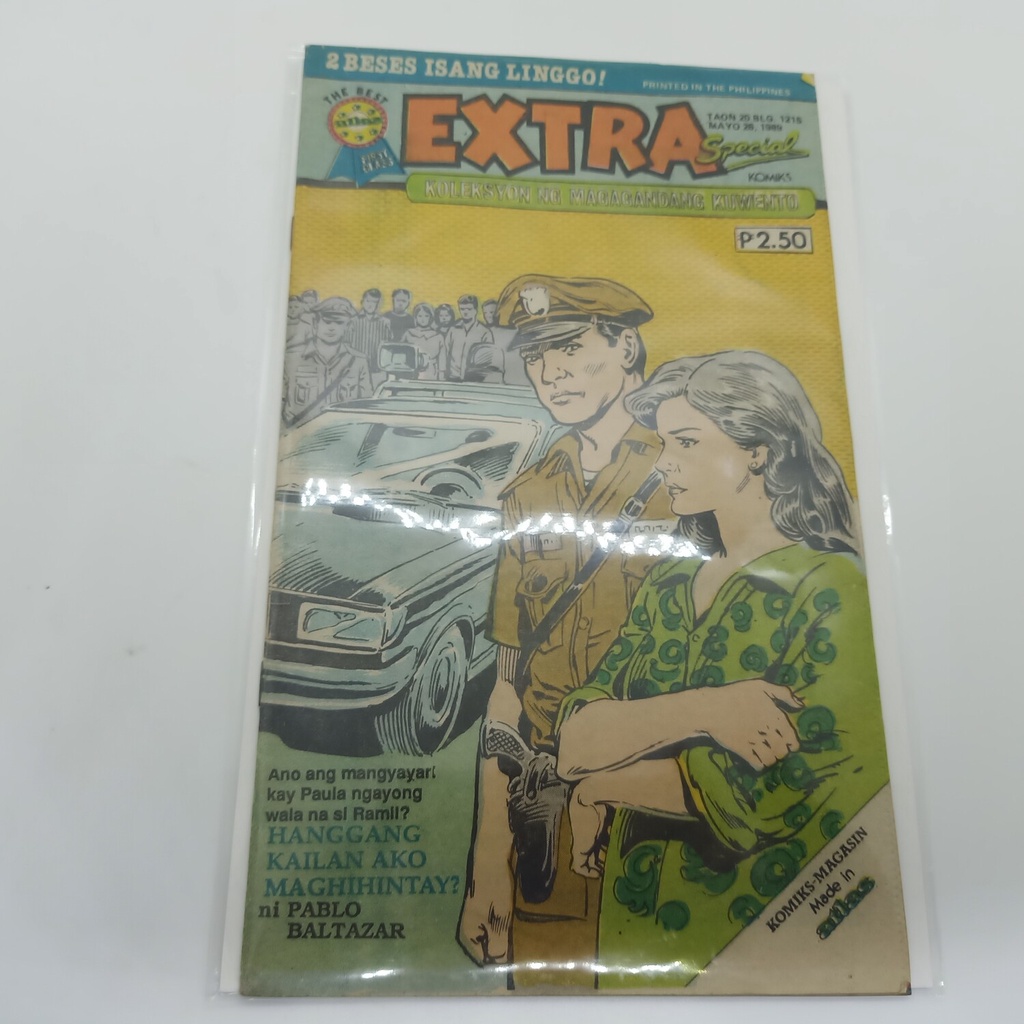 2 BESES ISANG LINGGO!
PRINTED IN THE PHILIPPINES
THE BEST
atlas
EXTRA
Special
KOMIKS
TAON 20 BLG. 1215
MAYO 26, 1989
KOLEKSYON NG MAGAGANDANG KUWENTO
P2.50
Ano ang mangyayari
kay Paula ngayong
wala na si Ramil?
HANGGANG
KAILAN AKO
MAGHIHINTAY?
ni PABLO
BALTAZAR
KOMIKS-MAGASIN
Made in
atlas